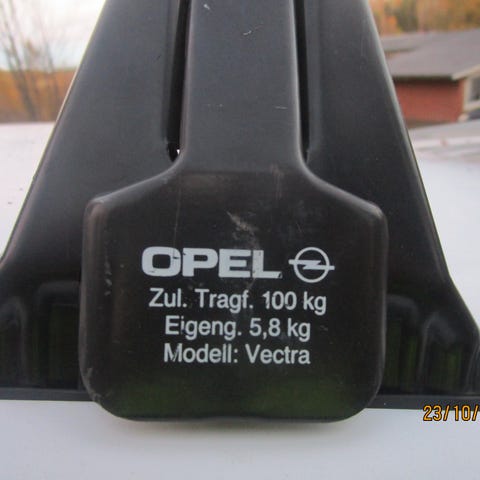 OPEL
Zul. Tragf. 100 kg
Eigeng. 5,8 kg
Modell: Vectra
23/10/